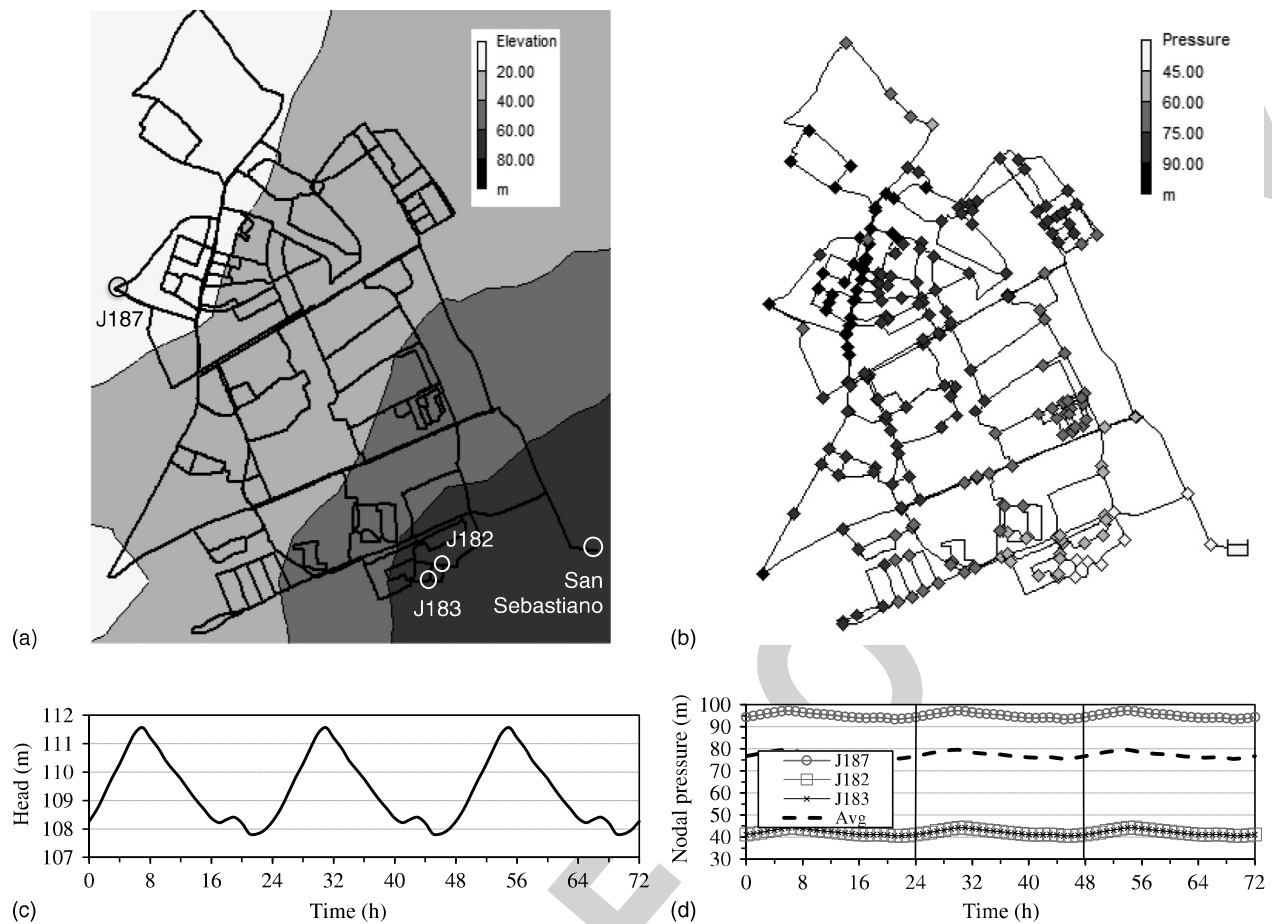 Elevation
20.00
40.00
60.00
80.00
m
J187
J182
J183
San
Sebastiano
(a)
Pressure
45.00
60.00
75.00
90.00
m
(b)
112
111
110
109
108
107
Head (m)
0 8 16 24 32 40 48 56 64 72
Time (h)
(c)
100
90
80
70
60
50
40
30
Nodal pressure (m)
J187
J182
J183
Avg
0 8 16 24 32 40 48 56 64 72
Time (h)
(d)